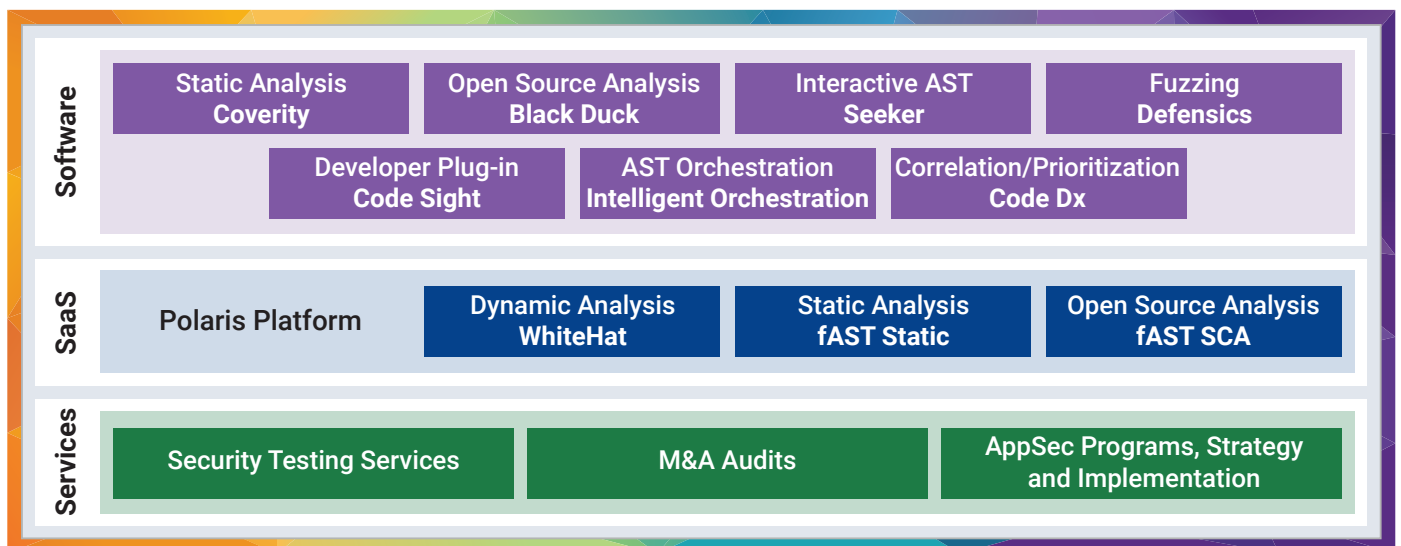 Software
Static Analysis
Coverity
Open Source Analysis
Black Duck
Interactive AST
Seeker
Fuzzing
Defensics
Developer Plug-in
Code Sight
AST Orchestration
Intelligent Orchestration
Correlation/Prioritization
Code Dx
SaaS
Polaris Platform
Dynamic Analysis
WhiteHat
Static Analysis
fAST Static
Open Source Analysis
fAST SCA
Services
Security Testing Services
M&A Audits
AppSec Programs, Strategy
and Implementation